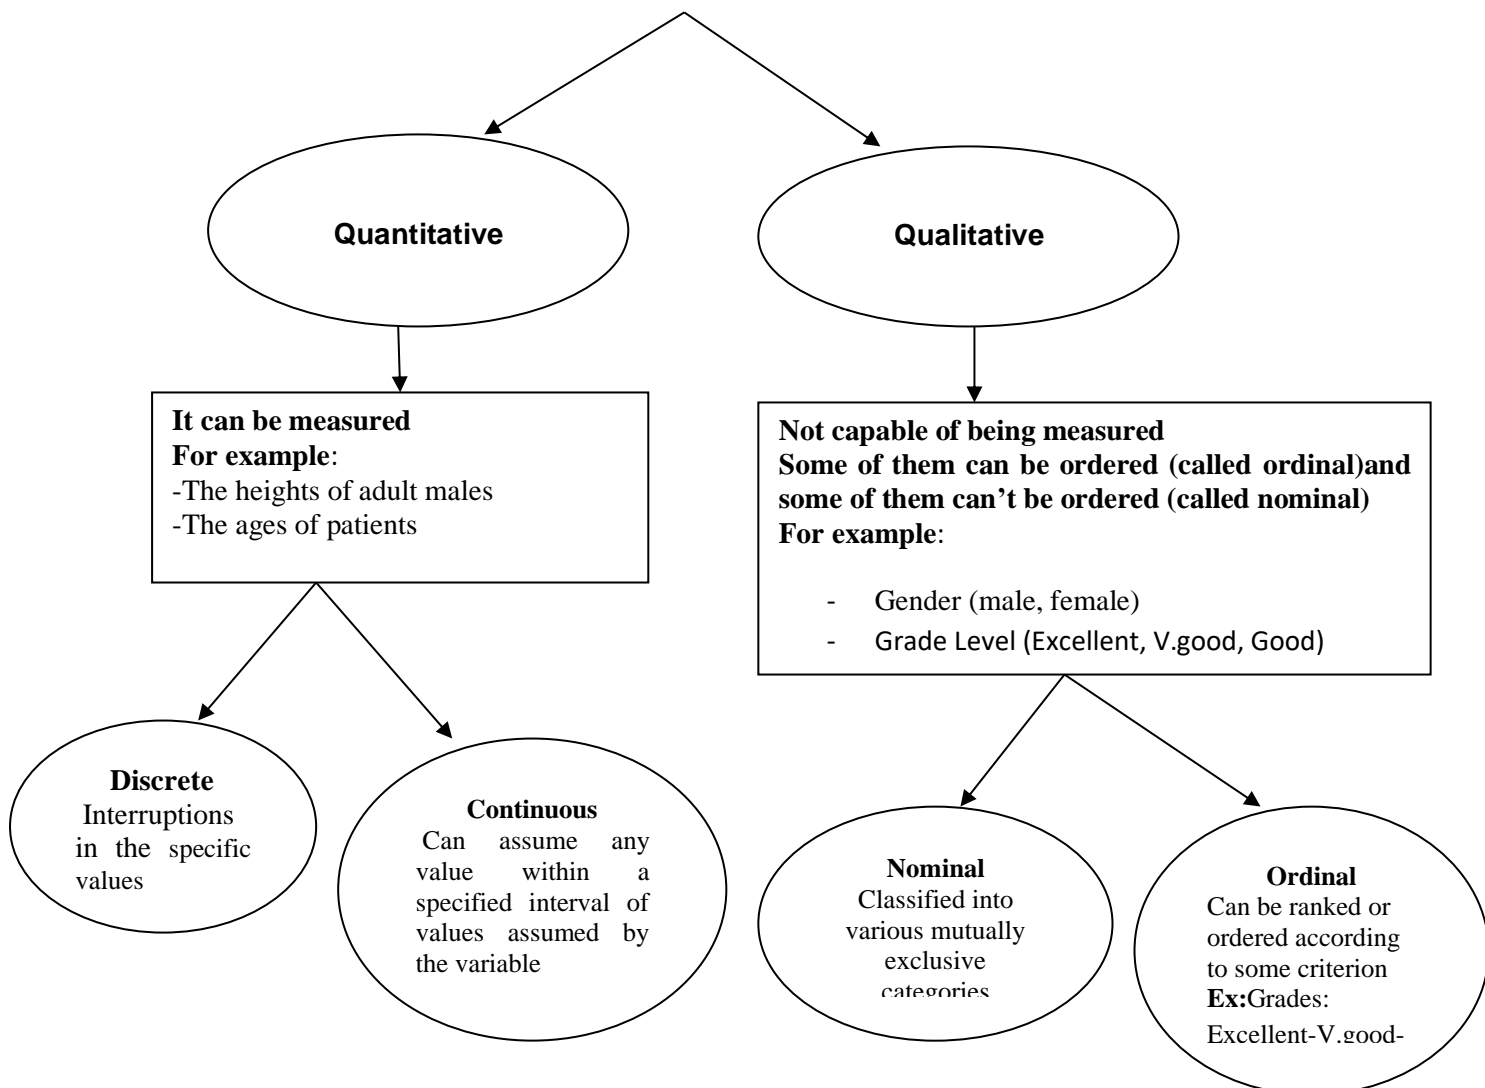 Quantitative
Qualitative
It can be measured
For example:
-The heights of adult males
-The ages of patients
Not capable of being measured
Some of them can be ordered (called ordinal)and
some of them can’t be ordered (called nominal)
For example:
- Gender (male, female)
- Grade Level (Excellent, V.good, Good)
Discrete
Interruptions
in the specific
values
Continuous
Can assume any
value within a
specified interval of
values assumed by
the variable
Nominal
Classified into
various mutually
exclusive
categories
Ordinal
Can be ranked or
ordered according
to some criterion
Ex:Grades:
Excellent-V.good-